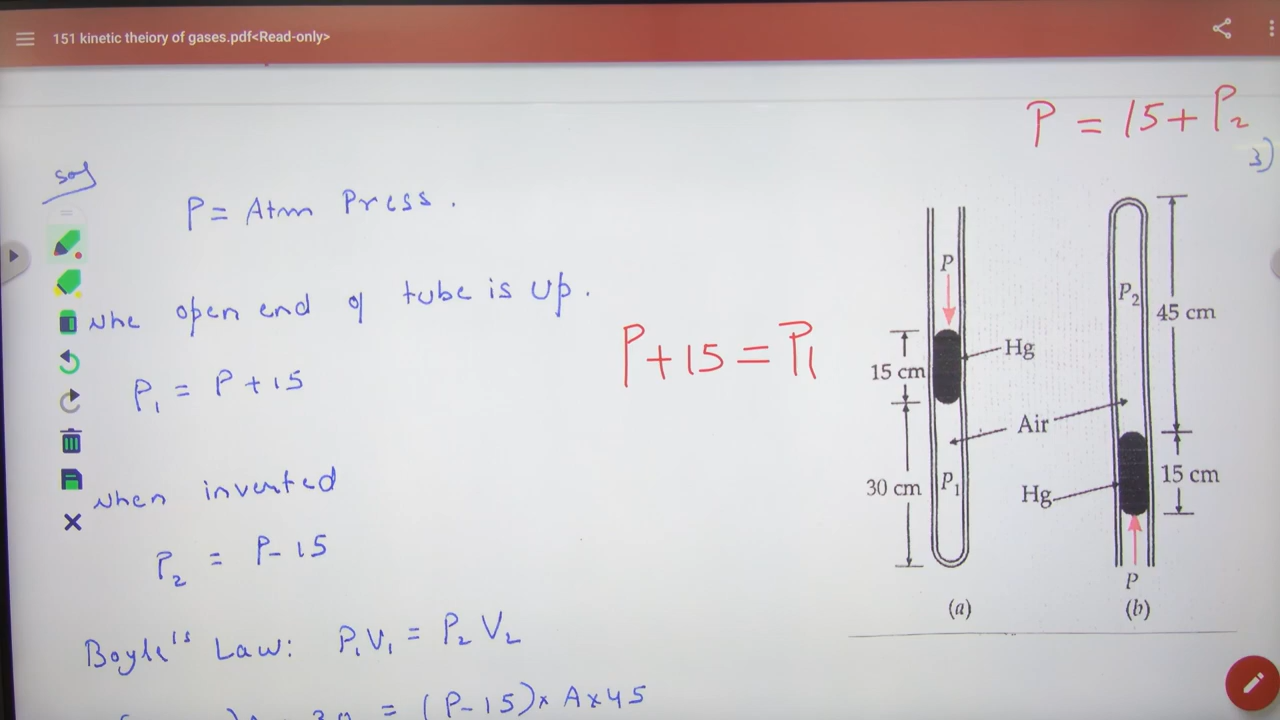 151 kinetic theiory of gases.pdf<Read-only>
P = 15 + P2
3)
sol
P = Atm Press.
Whe open end of tube is up.
P1 = P + 15
P + 15 = P1
When inverted
P2 = P - 15
Boyle's Law: P1V1 = P2V2
= (P-15) x A x 45
P
15 cm
Hg
Air
30 cm
P1
(a)
P2
45 cm
15 cm
Hg
P
(b)